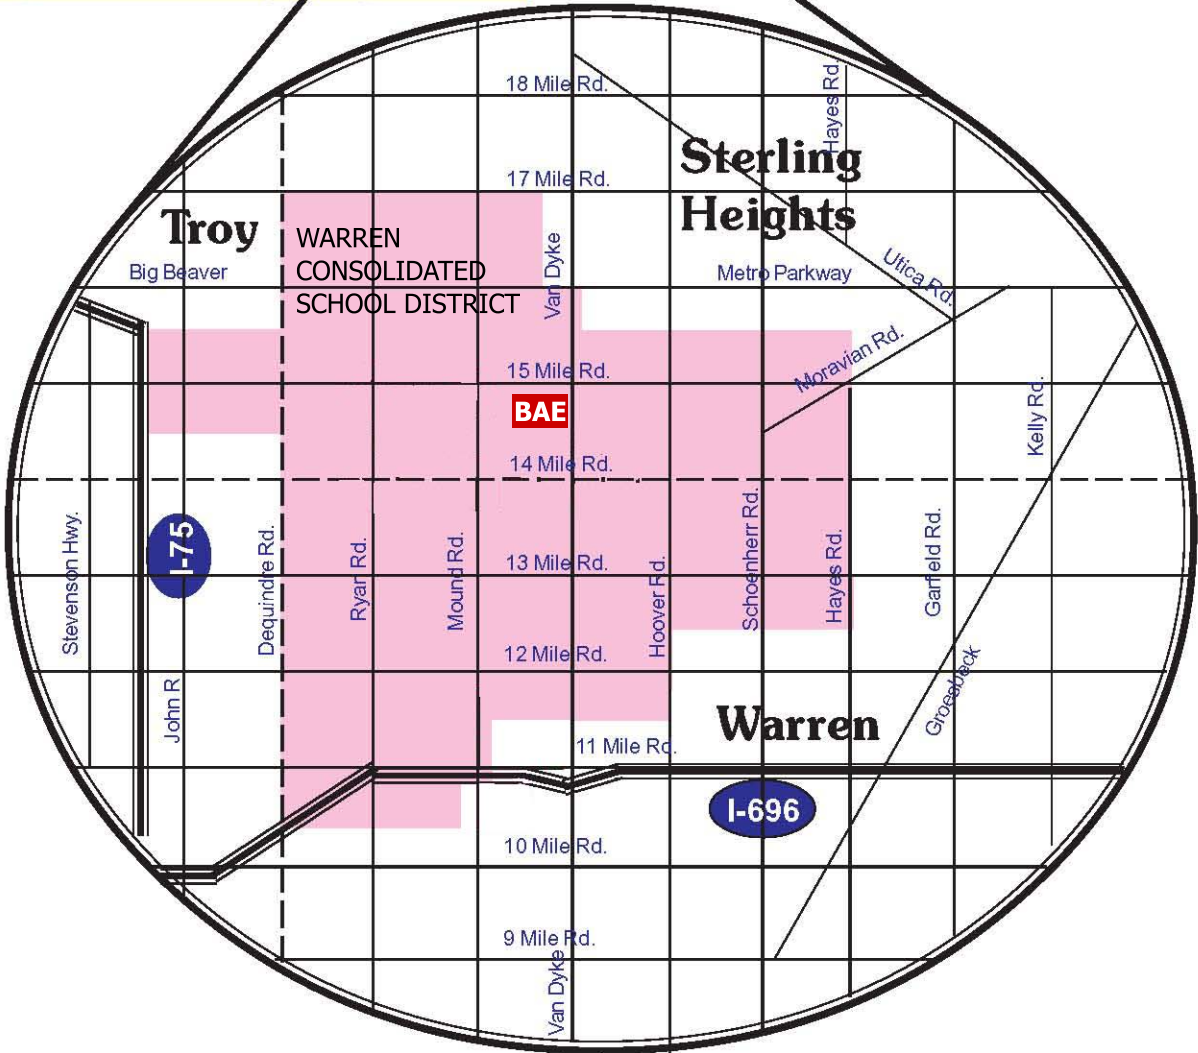 18 Mile Rd.
Hayes Rd.
Sterling
Heights
17 Mile Rd.
Troy
WARREN
CONSOLIDATED
SCHOOL DISTRICT
Big Beaver
Van Dyke
Metro Parkway
Utica Rd.
Moravian Rd.
15 Mile Rd.
BAE
Kelly Rd.
14 Mile Rd.
Stevenson Hwy.
I-75
Dequindre Rd.
Ryan Rd.
Mound Rd.
13 Mile Rd.
Hoover Rd.
Schoenherr Rd.
Hayes Rd.
Garfield Rd.
12 Mile Rd.
John R
Groesbeck
Warren
11 Mile Rd.
I-696
10 Mile Rd.
9 Mile Rd.
Van Dyke